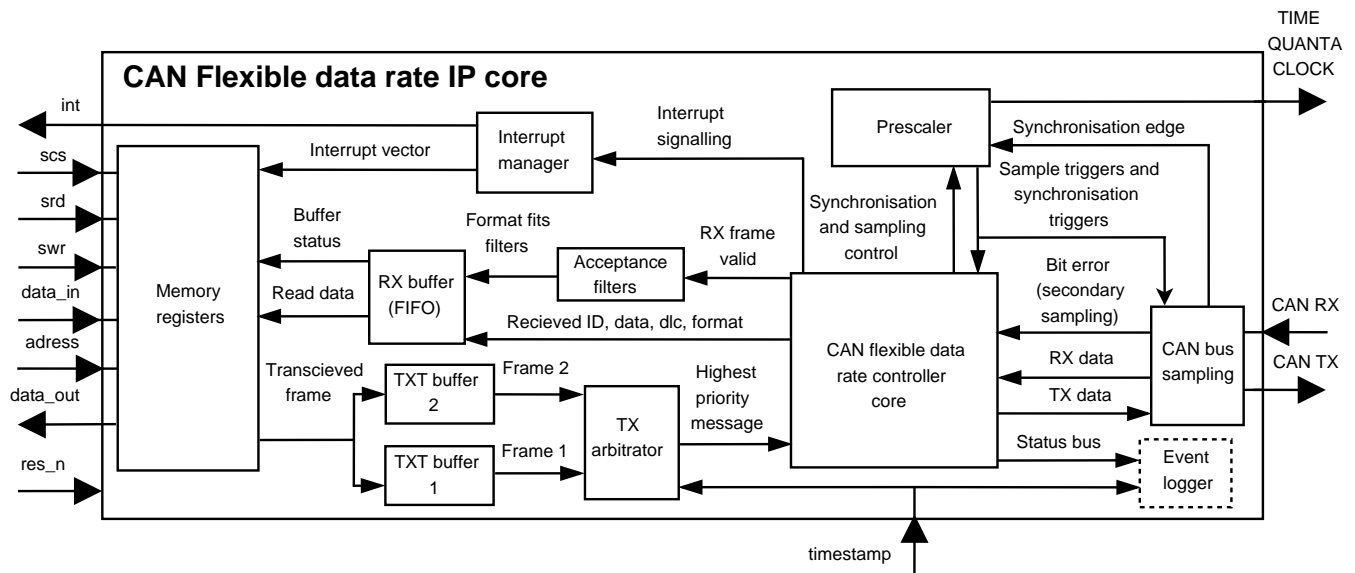 TIME
QUANTA
CLOCK
CAN Flexible data rate IP core
int
scs
srd
swr
data_in
adress
data_out
res_n
Memory
registers
Interrupt vector
Interrupt
manager
Interrupt
signalling
Prescaler
Synchronisation edge
Sample triggers and
synchronisation
triggers
Synchronisation
and sampling
control
Buffer
status
Read data
RX buffer
(FIFO)
Format fits
filters
Acceptance
filters
RX frame
valid
Recieved ID, data, dlc, format
CAN flexible data
rate controller
core
Bit error
(secondary
sampling)
RX data
TX data
CAN bus
sampling
CAN RX
CAN TX
Transcieved
frame
TXT buffer
2
Frame 2
TXT buffer
1
Frame 1
TX
arbitrator
Highest
priority
message
Status bus
Event
logger
timestamp